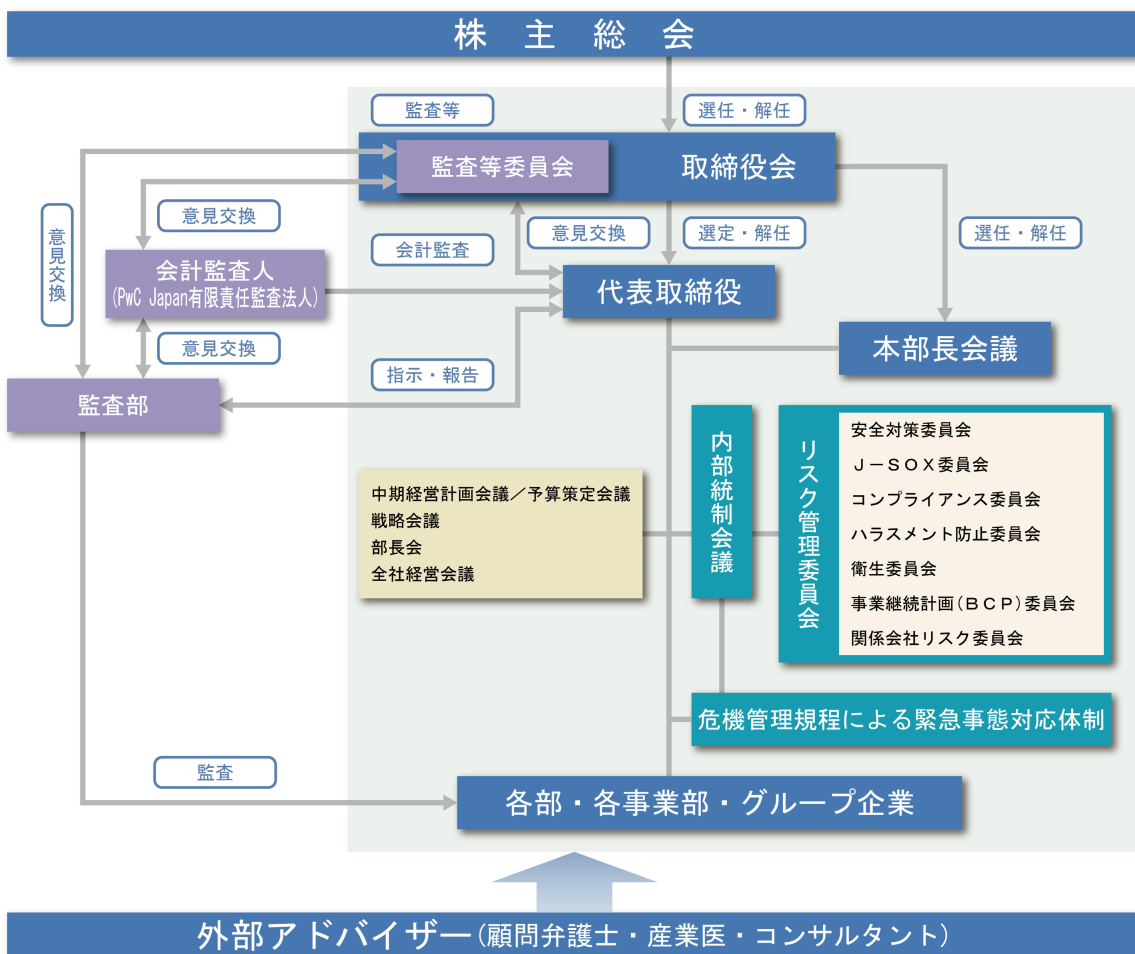 株主総会
監査等
選任・解任
監査等委員会
取締役会
意見交換
意見交換
会計監査
意見交換
選定・解任
選任・解任
会計監査人
(PwC Japan有限責任監査法人)
代表取締役
本部長会議
意見交換
指示・報告
監査部
内部統制会議
リスク管理委員会
安全対策委員会
J-SOX委員会
コンプライアンス委員会
ハラスメント防止委員会
衛生委員会
事業継続計画(BCP)委員会
関係会社リスク委員会
中期経営計画会議／予算策定会議
戦略会議
部長会
全社経営会議
危機管理規程による緊急事態対応体制
監査
各部・各事業部・グループ企業
外部アドバイザー(顧問弁護士・産業医・コンサルタント)